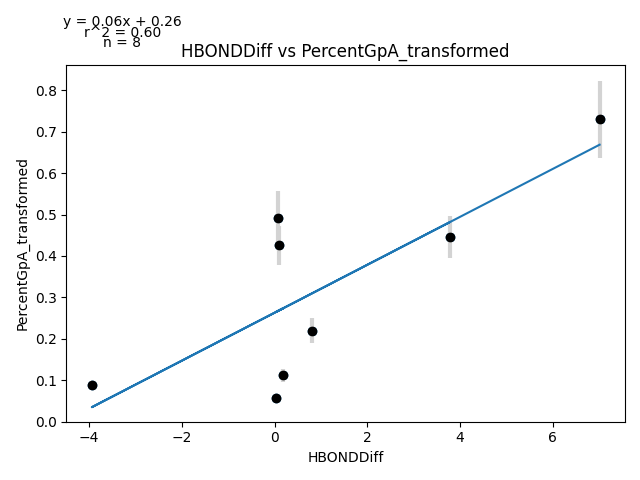 y = 0.06x + 0.26
r^2 = 0.60
n = 8
HBONDDiff vs PercentGpA_transformed
PercentGpA_transformed
0.8
0.7
0.6
0.5
0.4
0.3
0.2
0.1
0.0
−4
−2
0
2
4
6
HBONDDiff